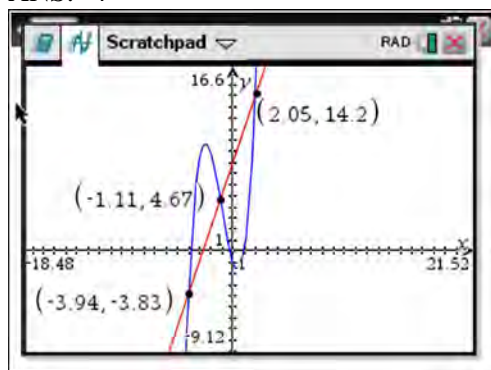 Scratchpad RAD
16.6 y
(2.05, 14.2)
(-1.11, 4.67)
1 x
-18.48 -1 21.52
(-3.94, -3.83)
-9.12